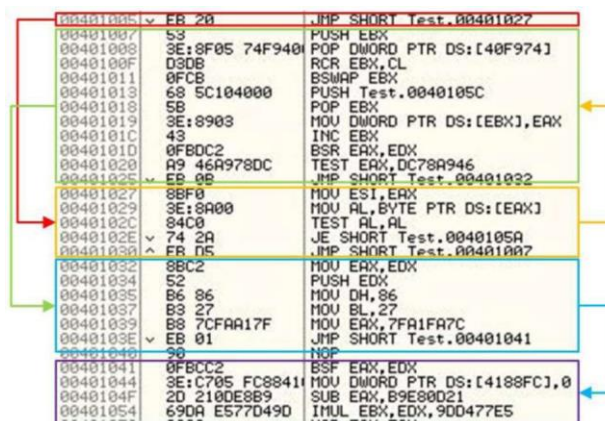 00401005 EB 20 JMP SHORT Test.00401027
00401007 53 PUSH EBX
00401008 3E:8F05 74F940 POP DWORD PTR DS:[40F974]
0040100F D3DB RCR EBX,CL
00401011 0FCB BSWAP EBX
00401013 68 5C104000 PUSH Test.0040105C
00401018 5B POP EBX
00401019 3E:8903 MOV DWORD PTR DS:[EBX],EAX
0040101C 43 INC EBX
0040101D 0FBDC2 BSR EAX,EDX
00401020 A9 46A978DC TEST EAX,DC78A946
00401025 EB 0B JMP SHORT Test.00401032
00401027 8BF0 MOV ESI,EAX
00401029 3E:8A00 MOV AL,BYTE PTR DS:[EAX]
0040102C 84C0 TEST AL,AL
0040102E 74 2A JE SHORT Test.0040105A
00401030 EB D5 JMP SHORT Test.00401007
00401032 8BC2 MOV EAX,EDX
00401034 52 PUSH EDX
00401035 B6 86 MOV DH,86
00401037 B3 27 MOV BL,27
00401039 B8 7CFAA17F MOV EAX,7FA1FA7C
0040103E EB 01 JMP SHORT Test.00401041
00401040 90 NOP
00401041 0FBCC2 BSF EAX,EDX
00401044 3E:C705 FC8841 MOV DWORD PTR DS:[4188FC],0
0040104F 2D 210DE8B9 SUB EAX,B9E80D21
00401054 69DA E577D49D IMUL EBX,EDX,9DD477E5